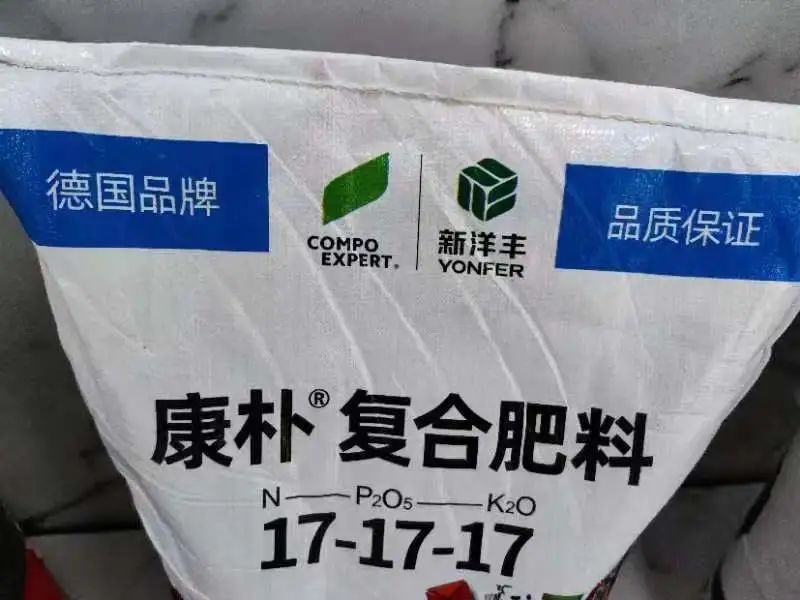 德国品牌
COMPO
EXPERT®
新洋丰
YONFER
品质保证
康朴®复合肥料
N——P₂O₅——K₂O
17-17-17